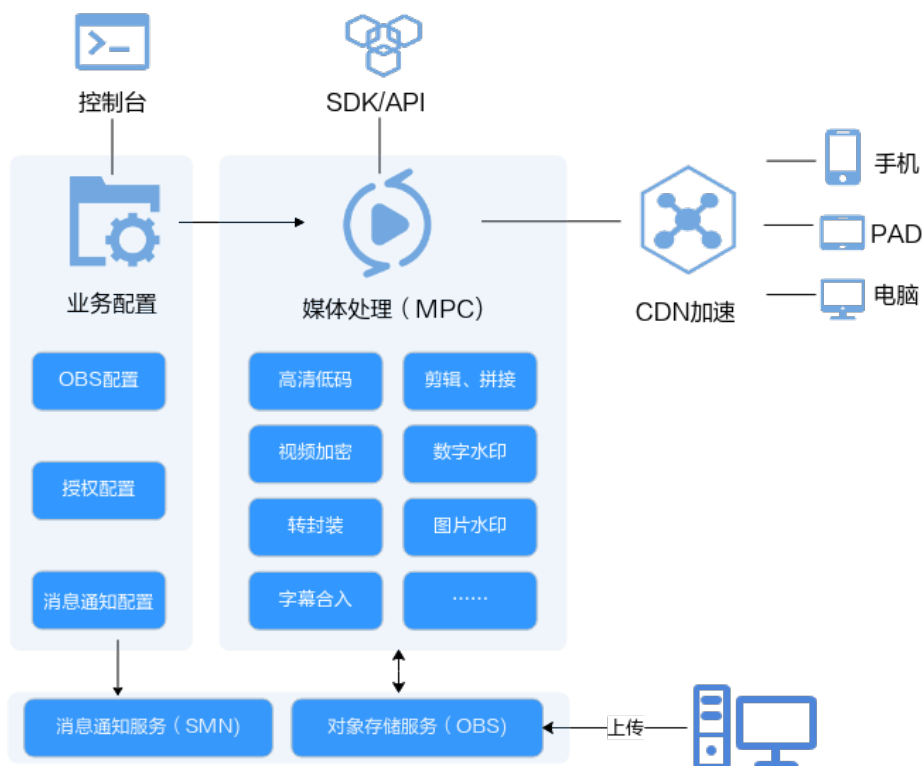 控制台
SDK/API
手机
PAD
电脑
业务配置
媒体处理（MPC）
CDN加速
OBS配置
高清低码
剪辑、拼接
视频加密
数字水印
授权配置
转封装
图片水印
消息通知配置
字幕合入
……
消息通知服务（SMN）
对象存储服务（OBS）
上传